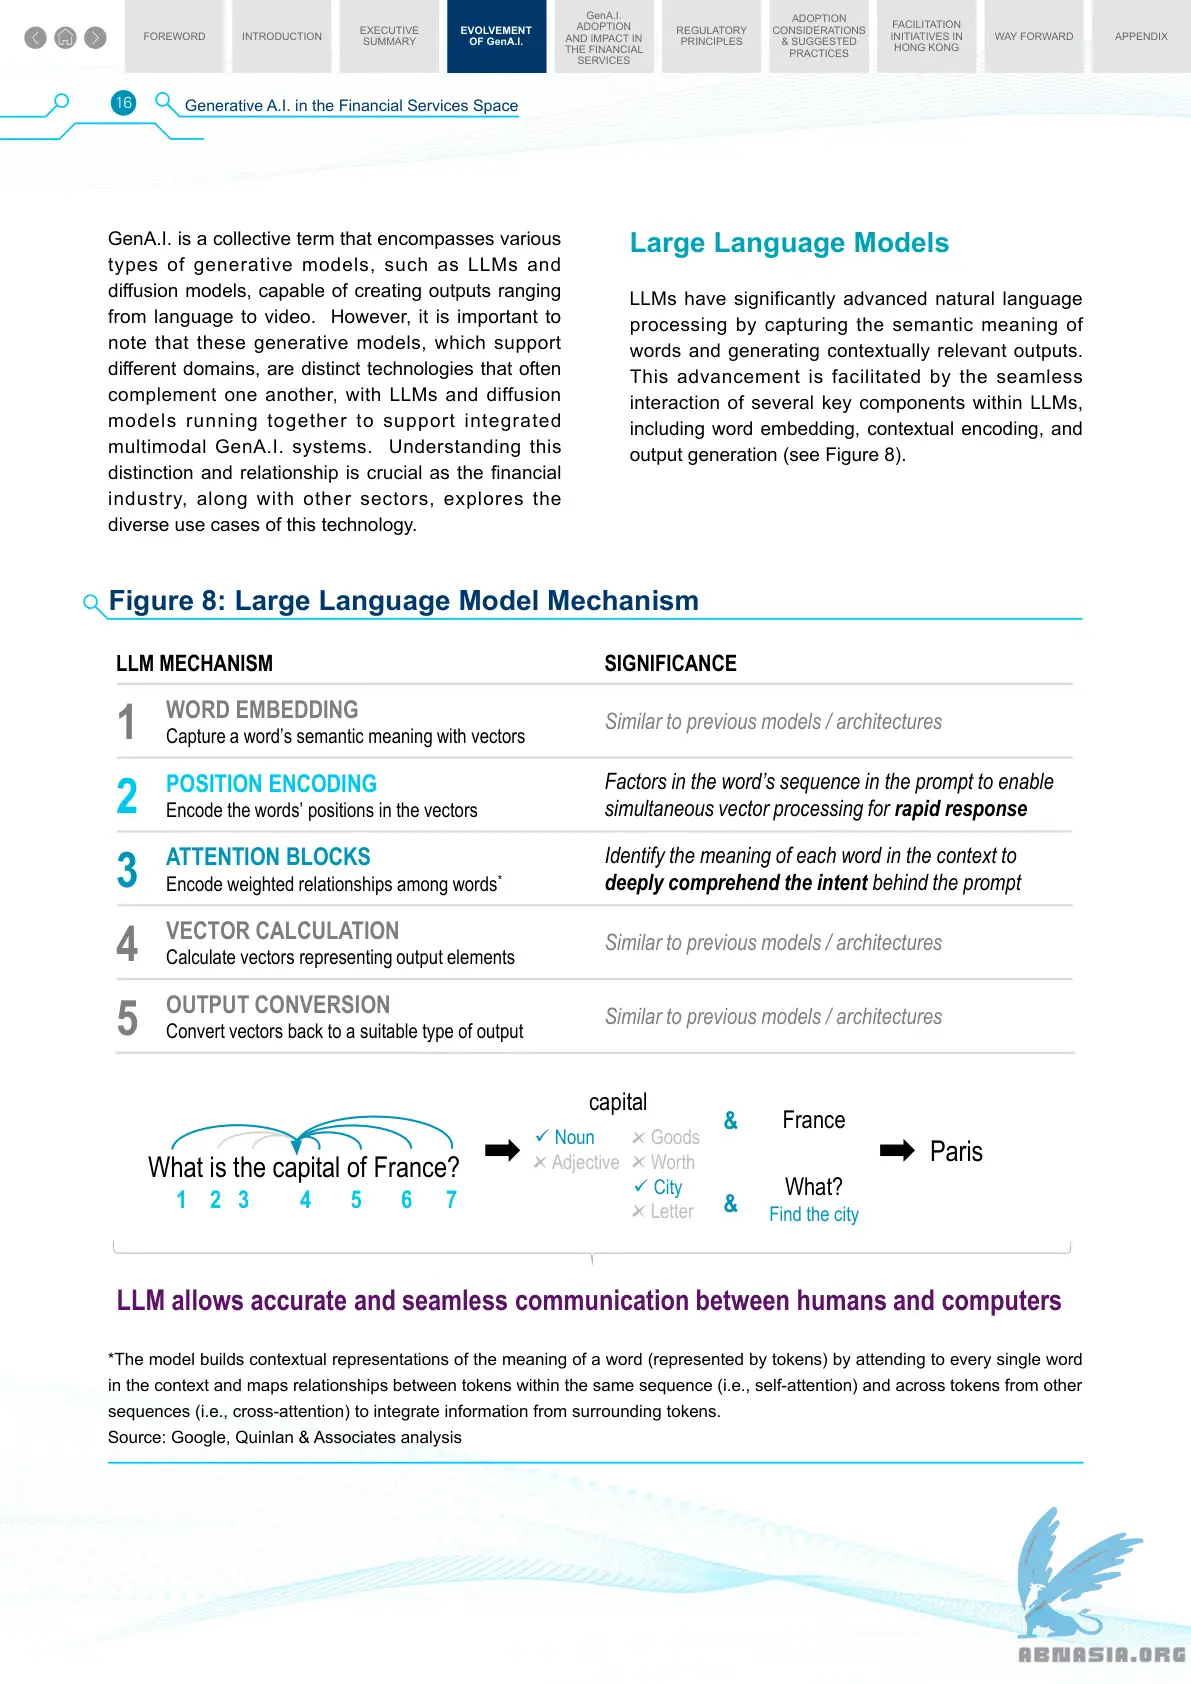 FOREWORD
INTRODUCTION
EXECUTIVE
SUMMARY
EVOLVEMENT
OF GenA.I.
GenA.I.
ADOPTION
AND IMPACT IN
THE FINANCIAL
SERVICES
REGULATORY
PRINCIPLES
ADOPTION
CONSIDERATIONS
& SUGGESTED
PRACTICES
FACILITATION
INITIATIVES IN
HONG KONG
WAY FORWARD
APPENDIX
16
Generative A.I. in the Financial Services Space
GenA.I. is a collective term that encompasses various
types of generative models, such as LLMs and
diffusion models, capable of creating outputs ranging
from language to video. However, it is important to
note that these generative models, which support
different domains, are distinct technologies that often
complement one another, with LLMs and diffusion
models running together to support integrated
multimodal GenA.I. systems. Understanding this
distinction and relationship is crucial as the financial
industry, along with other sectors, explores the
diverse use cases of this technology.
Large Language Models
LLMs have significantly advanced natural language
processing by capturing the semantic meaning of
words and generating contextually relevant outputs.
This advancement is facilitated by the seamless
interaction of several key components within LLMs,
including word embedding, contextual encoding, and
output generation (see Figure 8).
Figure 8: Large Language Model Mechanism
LLM MECHANISM
SIGNIFICANCE
1
WORD EMBEDDING
Capture a word's semantic meaning with vectors
Similar to previous models / architectures
2
POSITION ENCODING
Encode the words' positions in the vectors
Factors in the word's sequence in the prompt to enable
simultaneous vector processing for rapid response
3
ATTENTION BLOCKS
Encode weighted relationships among words*
Identify the meaning of each word in the context to
deeply comprehend the intent behind the prompt
4
VECTOR CALCULATION
Calculate vectors representing output elements
Similar to previous models / architectures
5
OUTPUT CONVERSION
Convert vectors back to a suitable type of output
Similar to previous models / architectures
What is the capital of France?
1 2 3 4 5 6 7
capital
✓ Noun
✗ Adjective
✗ Goods
✗ Worth
✓ City
✗ Letter
&
France
&
What?
Find the city
Paris
LLM allows accurate and seamless communication between humans and computers
*The model builds contextual representations of the meaning of a word (represented by tokens) by attending to every single word
in the context and maps relationships between tokens within the same sequence (i.e., self-attention) and across tokens from other
sequences (i.e., cross-attention) to integrate information from surrounding tokens.
Source: Google, Quinlan & Associates analysis
ABNASIA.ORG